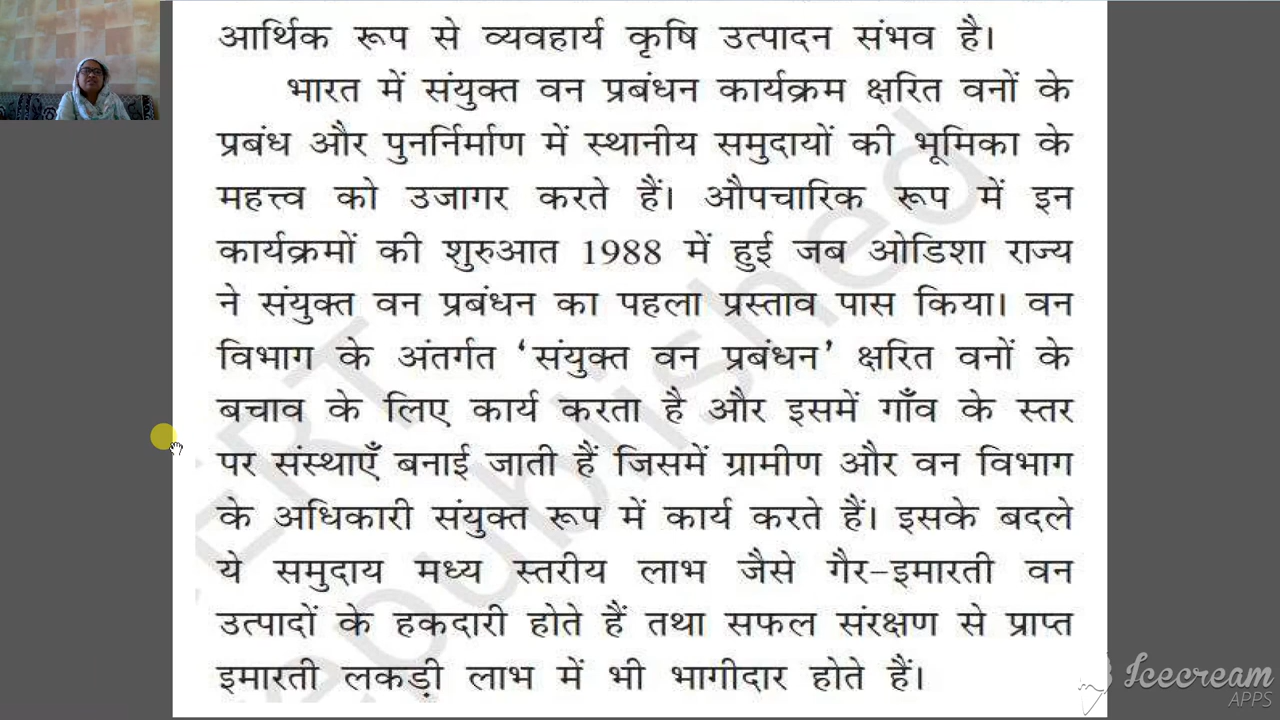 आर्थिक रूप से व्यवहार्य कृषि उत्पादन संभव है।
भारत में संयुक्त वन प्रबंधन कार्यक्रम क्षरित वनों के
प्रबंध और पुनर्निर्माण में स्थानीय समुदायों की भूमिका के
महत्त्व को उजागर करते हैं। औपचारिक रूप में इन
कार्यक्रमों की शुरुआत 1988 में हुई जब ओडिशा राज्य
ने संयुक्त वन प्रबंधन का पहला प्रस्ताव पास किया। वन
विभाग के अंतर्गत ‘संयुक्त वन प्रबंधन’ क्षरित वनों के
बचाव के लिए कार्य करता है और इसमें गाँव के स्तर
पर संस्थाएँ बनाई जाती हैं जिसमें ग्रामीण और वन विभाग
के अधिकारी संयुक्त रूप में कार्य करते हैं। इसके बदले
ये समुदाय मध्य स्तरीय लाभ जैसे गैर-इमारती वन
उत्पादों के हकदारी होते हैं तथा सफल संरक्षण से प्राप्त
इमारती लकड़ी लाभ में भी भागीदार होते हैं।
Icecream
APPS